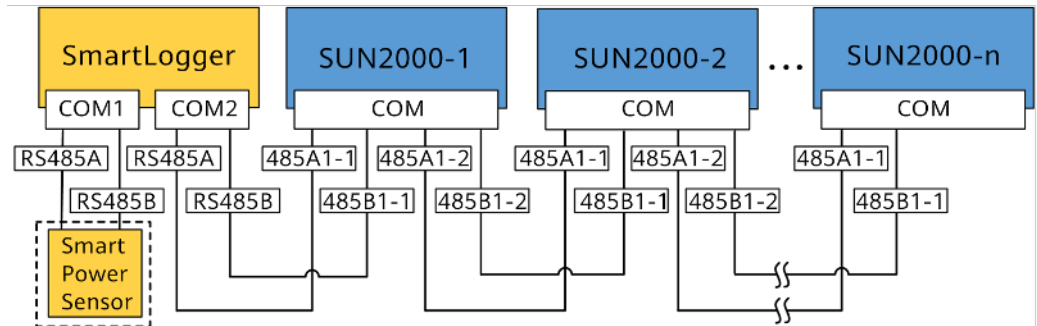 SmartLogger
SUN2000-1
SUN2000-2
...
SUN2000-n
COM1
COM2
COM
COM
COM
RS485A
RS485A
485A1-1
485A1-2
485A1-1
485A1-2
485A1-1
RS485B
RS485B
485B1-1
485B1-2
485B1-1
485B1-2
485B1-1
Smart
Power
Sensor